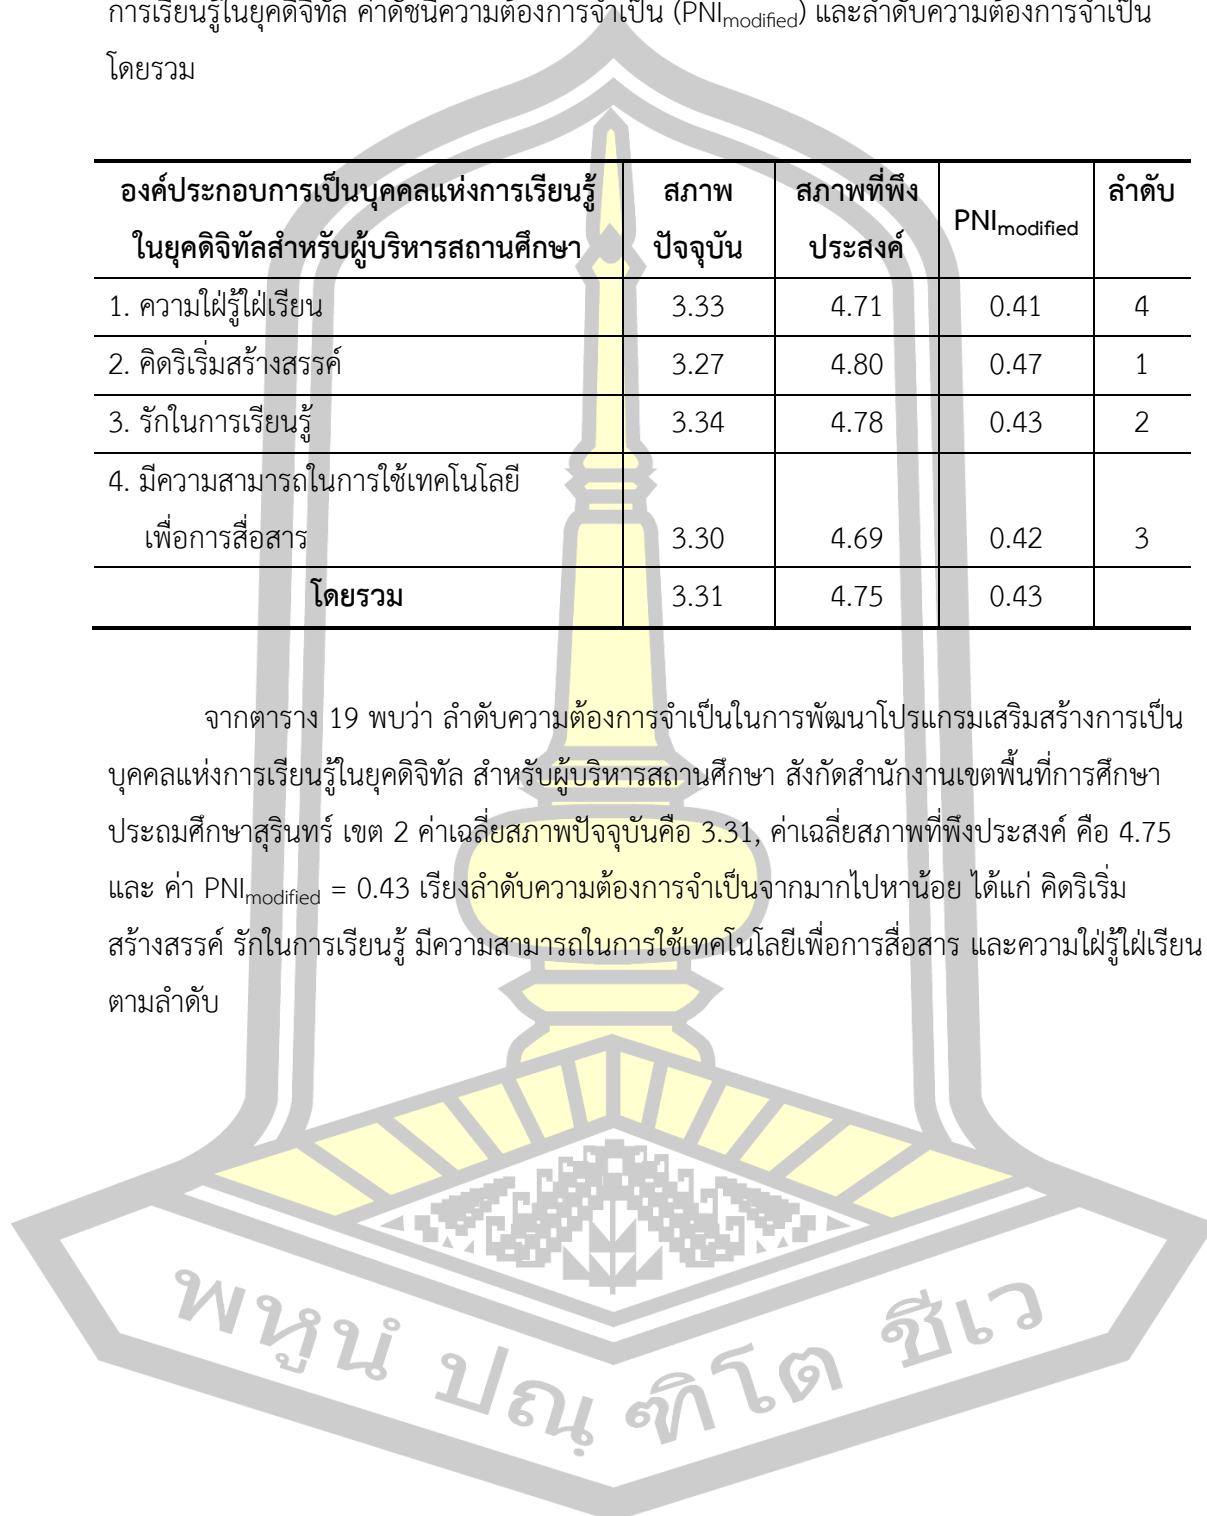 การเรียนรู้ในยุคดิจิทัล ค่าดัชนีความต้องการจำเป็น (PNImodified) และลำดับความต้องการจำเป็น
โดยรวม
องค์ประกอบการเป็นบุคคลแห่งการเรียนรู้ในยุคดิจิทัลสำหรับผู้บริหารสถานศึกษา สภาพปัจจุบัน สภาพที่พึงประสงค์ PNImodified ลำดับ
1. ความใฝ่รู้ใฝ่เรียน 3.33 4.71 0.41 4
2. คิดริเริ่มสร้างสรรค์ 3.27 4.80 0.47 1
3. รักในการเรียนรู้ 3.34 4.78 0.43 2
4. มีความสามารถในการใช้เทคโนโลยี
เพื่อการสื่อสาร 3.30 4.69 0.42 3
โดยรวม 3.31 4.75 0.43
จากตาราง 19 พบว่า ลำดับความต้องการจำเป็นในการพัฒนาโปรแกรมเสริมสร้างการเป็น
บุคคลแห่งการเรียนรู้ในยุคดิจิทัล สำหรับผู้บริหารสถานศึกษา สังกัดสำนักงานเขตพื้นที่การศึกษา
ประถมศึกษาสุรินทร์ เขต 2 ค่าเฉลี่ยสภาพปัจจุบันคือ 3.31, ค่าเฉลี่ยสภาพที่พึงประสงค์ คือ 4.75
และ ค่า PNImodified = 0.43 เรียงลำดับความต้องการจำเป็นจากมากไปหาน้อย ได้แก่ คิดริเริ่ม
สร้างสรรค์ รักในการเรียนรู้ มีความสามารถในการใช้เทคโนโลยีเพื่อการสื่อสาร และความใฝ่รู้ใฝ่เรียน
ตามลำดับ
พหูนํ ปณฺฑิโต ชีเว